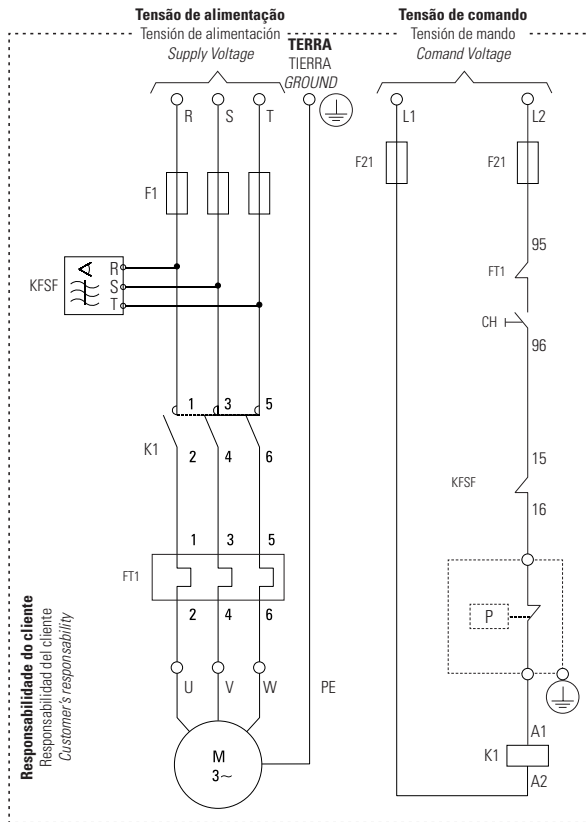 Tensão de alimentação
Tensión de alimentación
Supply Voltage
TERRA
TIERRA
GROUND
Tensão de comando
Tensión de mando
Comand Voltage
R
S
T
L1
L2
F1
F21
F21
KFSF
R
S
T
95
FT1
CH
96
1
3
5
K1
2
4
6
15
KFSF
16
1
3
5
FT1
2
4
6
P
U
V
W
PE
M
3~
A1
K1
A2
Responsabilidade do cliente
Responsabilidad del cliente
Customer's responsability